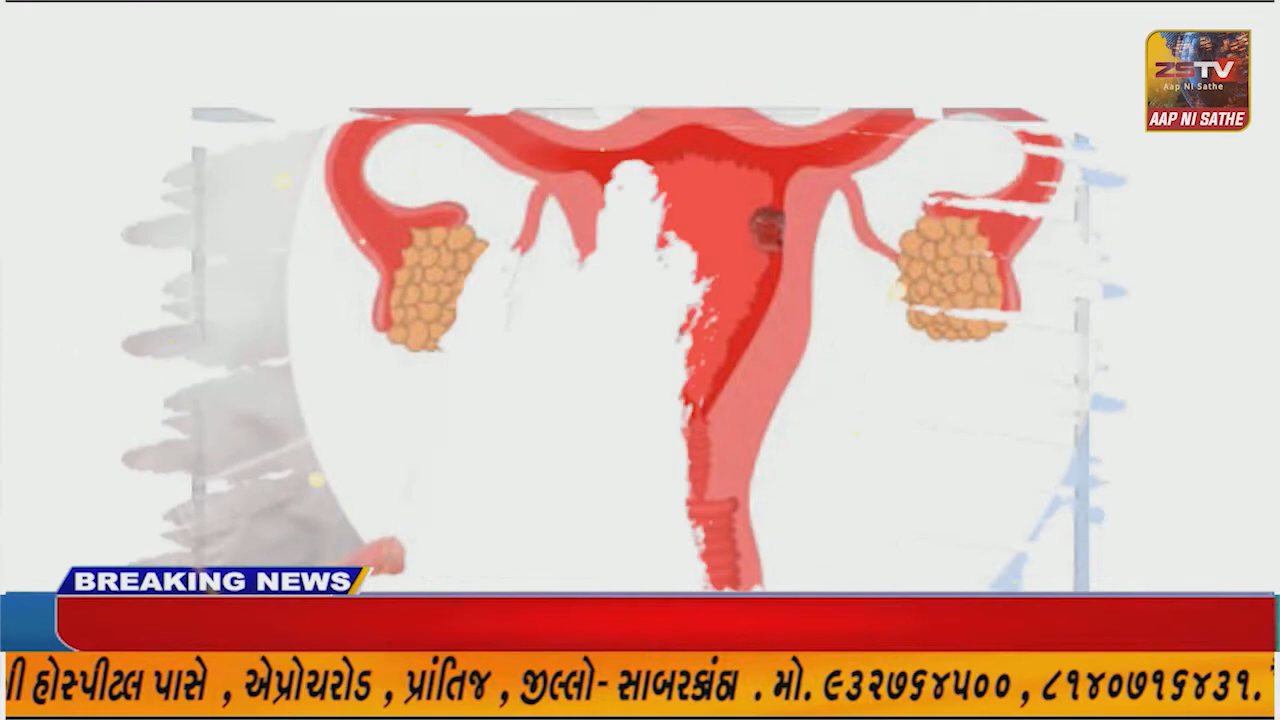 ZSTV
Aap Ni Sathe
AAP NI SATHE
BREAKING NEWS
હોસ્પીટલ પાસે , એપ્રોચરોડ , પ્રાંતિજ , જીલ્લો- સાબરકાંઠા . મો. ૯૩૨૭૬૪૫૦૦ , ૮૧૪૦૭૧૬૪૩૧.